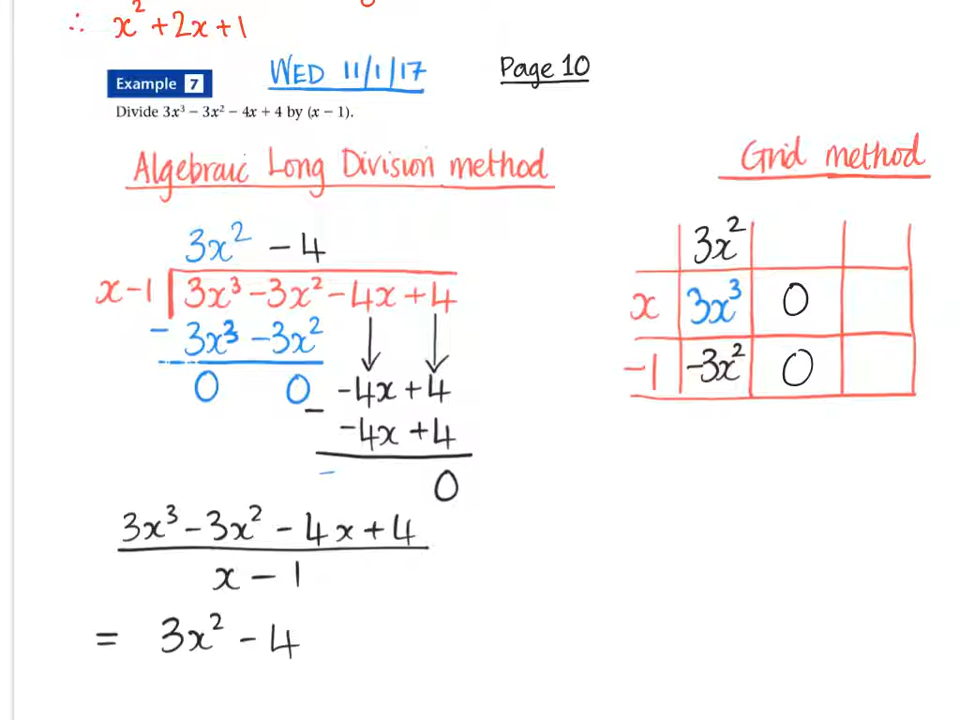 ∴ x² + 2x + 1
Example 7
WED 11/1/17
Page 10
Divide 3x³ − 3x² − 4x + 4 by (x − 1).
Algebraic Long Division method
3x² − 4
x−1 | 3x³ − 3x² − 4x + 4
− 3x³ − 3x²
0 0 − 4x + 4
− −4x + 4
− 0
3x³ − 3x² − 4x + 4
x − 1
= 3x² − 4
Grid method
3x²
x 3x³ 0
−1 −3x² 0